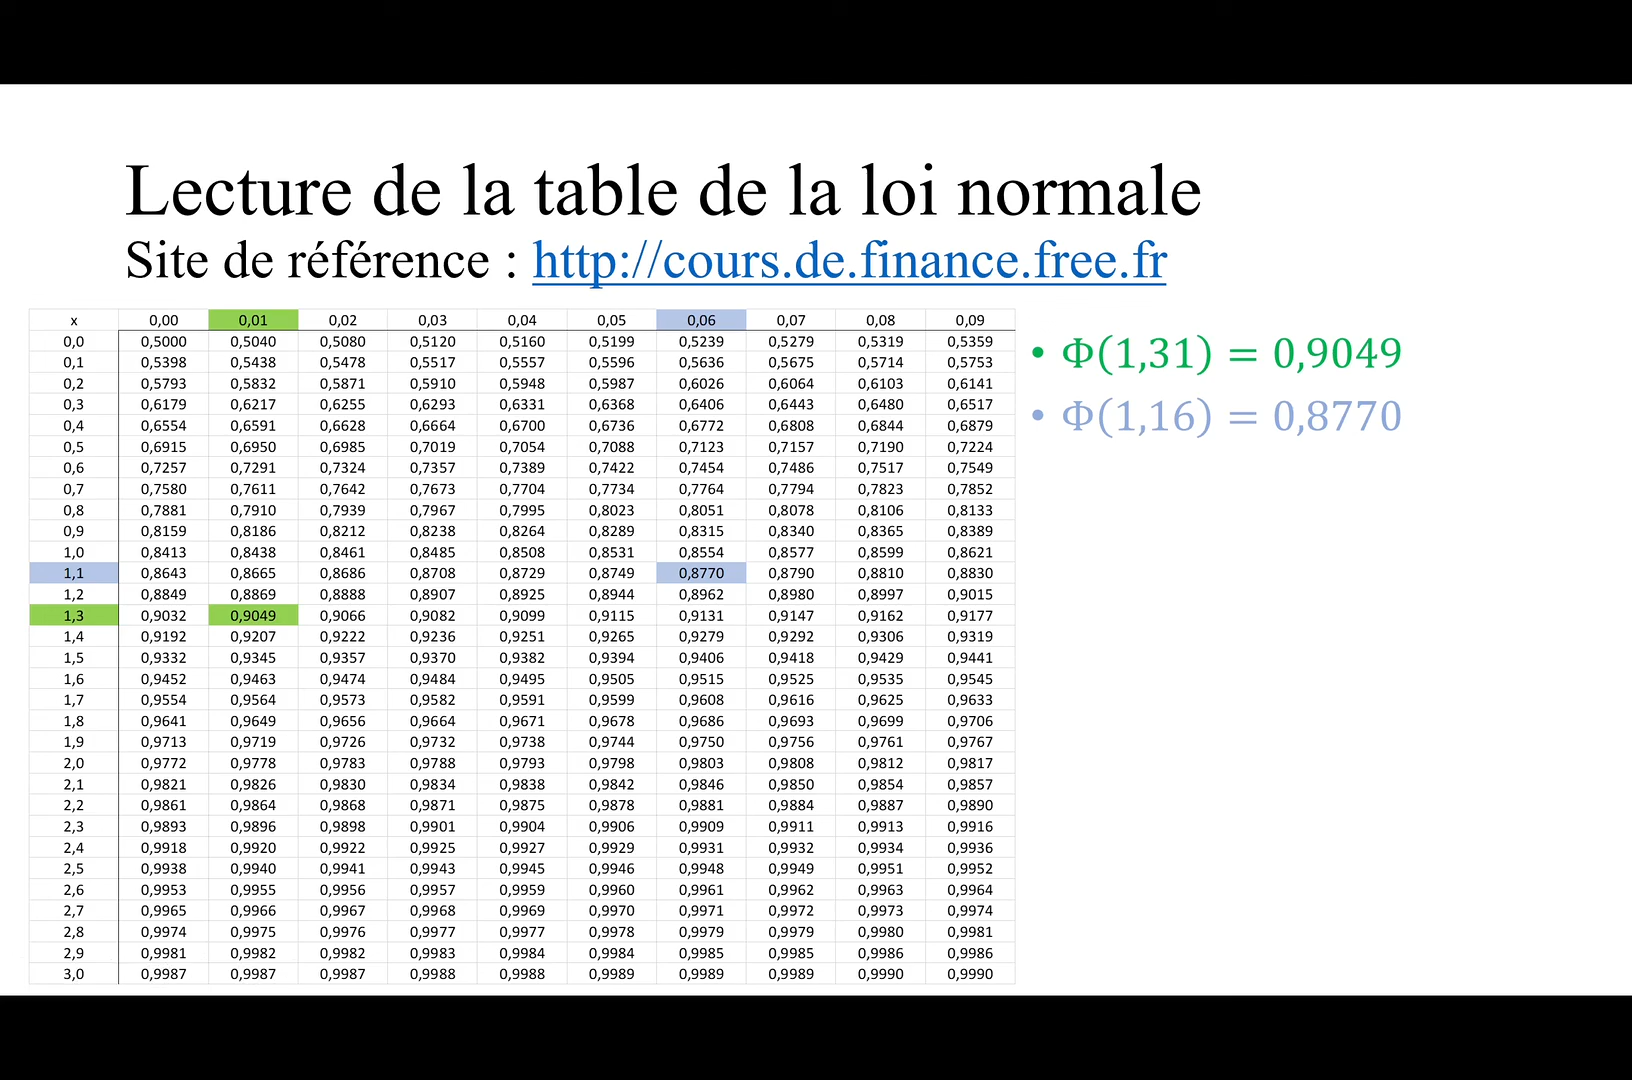 Lecture de la table de la loi normale
Site de référence : http://cours.de.finance.free.fr
x 0,00 0,01 0,02 0,03 0,04 0,05 0,06 0,07 0,08 0,09
0,0 0,5000 0,5040 0,5080 0,5120 0,5160 0,5199 0,5239 0,5279 0,5319 0,5359
0,1 0,5398 0,5438 0,5478 0,5517 0,5557 0,5596 0,5636 0,5675 0,5714 0,5753
0,2 0,5793 0,5832 0,5871 0,5910 0,5948 0,5987 0,6026 0,6064 0,6103 0,6141
0,3 0,6179 0,6217 0,6255 0,6293 0,6331 0,6368 0,6406 0,6443 0,6480 0,6517
0,4 0,6554 0,6591 0,6628 0,6664 0,6700 0,6736 0,6772 0,6808 0,6844 0,6879
0,5 0,6915 0,6950 0,6985 0,7019 0,7054 0,7088 0,7123 0,7157 0,7190 0,7224
0,6 0,7257 0,7291 0,7324 0,7357 0,7389 0,7422 0,7454 0,7486 0,7517 0,7549
0,7 0,7580 0,7611 0,7642 0,7673 0,7704 0,7734 0,7764 0,7794 0,7823 0,7852
0,8 0,7881 0,7910 0,7939 0,7967 0,7995 0,8023 0,8051 0,8078 0,8106 0,8133
0,9 0,8159 0,8186 0,8212 0,8238 0,8264 0,8289 0,8315 0,8340 0,8365 0,8389
1,0 0,8413 0,8438 0,8461 0,8485 0,8508 0,8531 0,8554 0,8577 0,8599 0,8621
1,1 0,8643 0,8665 0,8686 0,8708 0,8729 0,8749 0,8770 0,8790 0,8810 0,8830
1,2 0,8849 0,8869 0,8888 0,8907 0,8925 0,8944 0,8962 0,8980 0,8997 0,9015
1,3 0,9032 0,9049 0,9066 0,9082 0,9099 0,9115 0,9131 0,9147 0,9162 0,9177
1,4 0,9192 0,9207 0,9222 0,9236 0,9251 0,9265 0,9279 0,9292 0,9306 0,9319
1,5 0,9332 0,9345 0,9357 0,9370 0,9382 0,9394 0,9406 0,9418 0,9429 0,9441
1,6 0,9452 0,9463 0,9474 0,9484 0,9495 0,9505 0,9515 0,9525 0,9535 0,9545
1,7 0,9554 0,9564 0,9573 0,9582 0,9591 0,9599 0,9608 0,9616 0,9625 0,9633
1,8 0,9641 0,9649 0,9656 0,9664 0,9671 0,9678 0,9686 0,9693 0,9699 0,9706
1,9 0,9713 0,9719 0,9726 0,9732 0,9738 0,9744 0,9750 0,9756 0,9761 0,9767
2,0 0,9772 0,9778 0,9783 0,9788 0,9793 0,9798 0,9803 0,9808 0,9812 0,9817
2,1 0,9821 0,9826 0,9830 0,9834 0,9838 0,9842 0,9846 0,9850 0,9854 0,9857
2,2 0,9861 0,9864 0,9868 0,9871 0,9875 0,9878 0,9881 0,9884 0,9887 0,9890
2,3 0,9893 0,9896 0,9898 0,9901 0,9904 0,9906 0,9909 0,9911 0,9913 0,9916
2,4 0,9918 0,9920 0,9922 0,9925 0,9927 0,9929 0,9931 0,9932 0,9934 0,9936
2,5 0,9938 0,9940 0,9941 0,9943 0,9945 0,9946 0,9948 0,9949 0,9951 0,9952
2,6 0,9953 0,9955 0,9956 0,9957 0,9959 0,9960 0,9961 0,9962 0,9963 0,9964
2,7 0,9965 0,9966 0,9967 0,9968 0,9969 0,9970 0,9971 0,9972 0,9973 0,9974
2,8 0,9974 0,9975 0,9976 0,9977 0,9977 0,9978 0,9979 0,9979 0,9980 0,9981
2,9 0,9981 0,9982 0,9982 0,9983 0,9984 0,9984 0,9985 0,9985 0,9986 0,9986
3,0 0,9987 0,9987 0,9987 0,9988 0,9988 0,9989 0,9989 0,9989 0,9990 0,9990
• Φ(1,31) = 0,9049
• Φ(1,16) = 0,8770